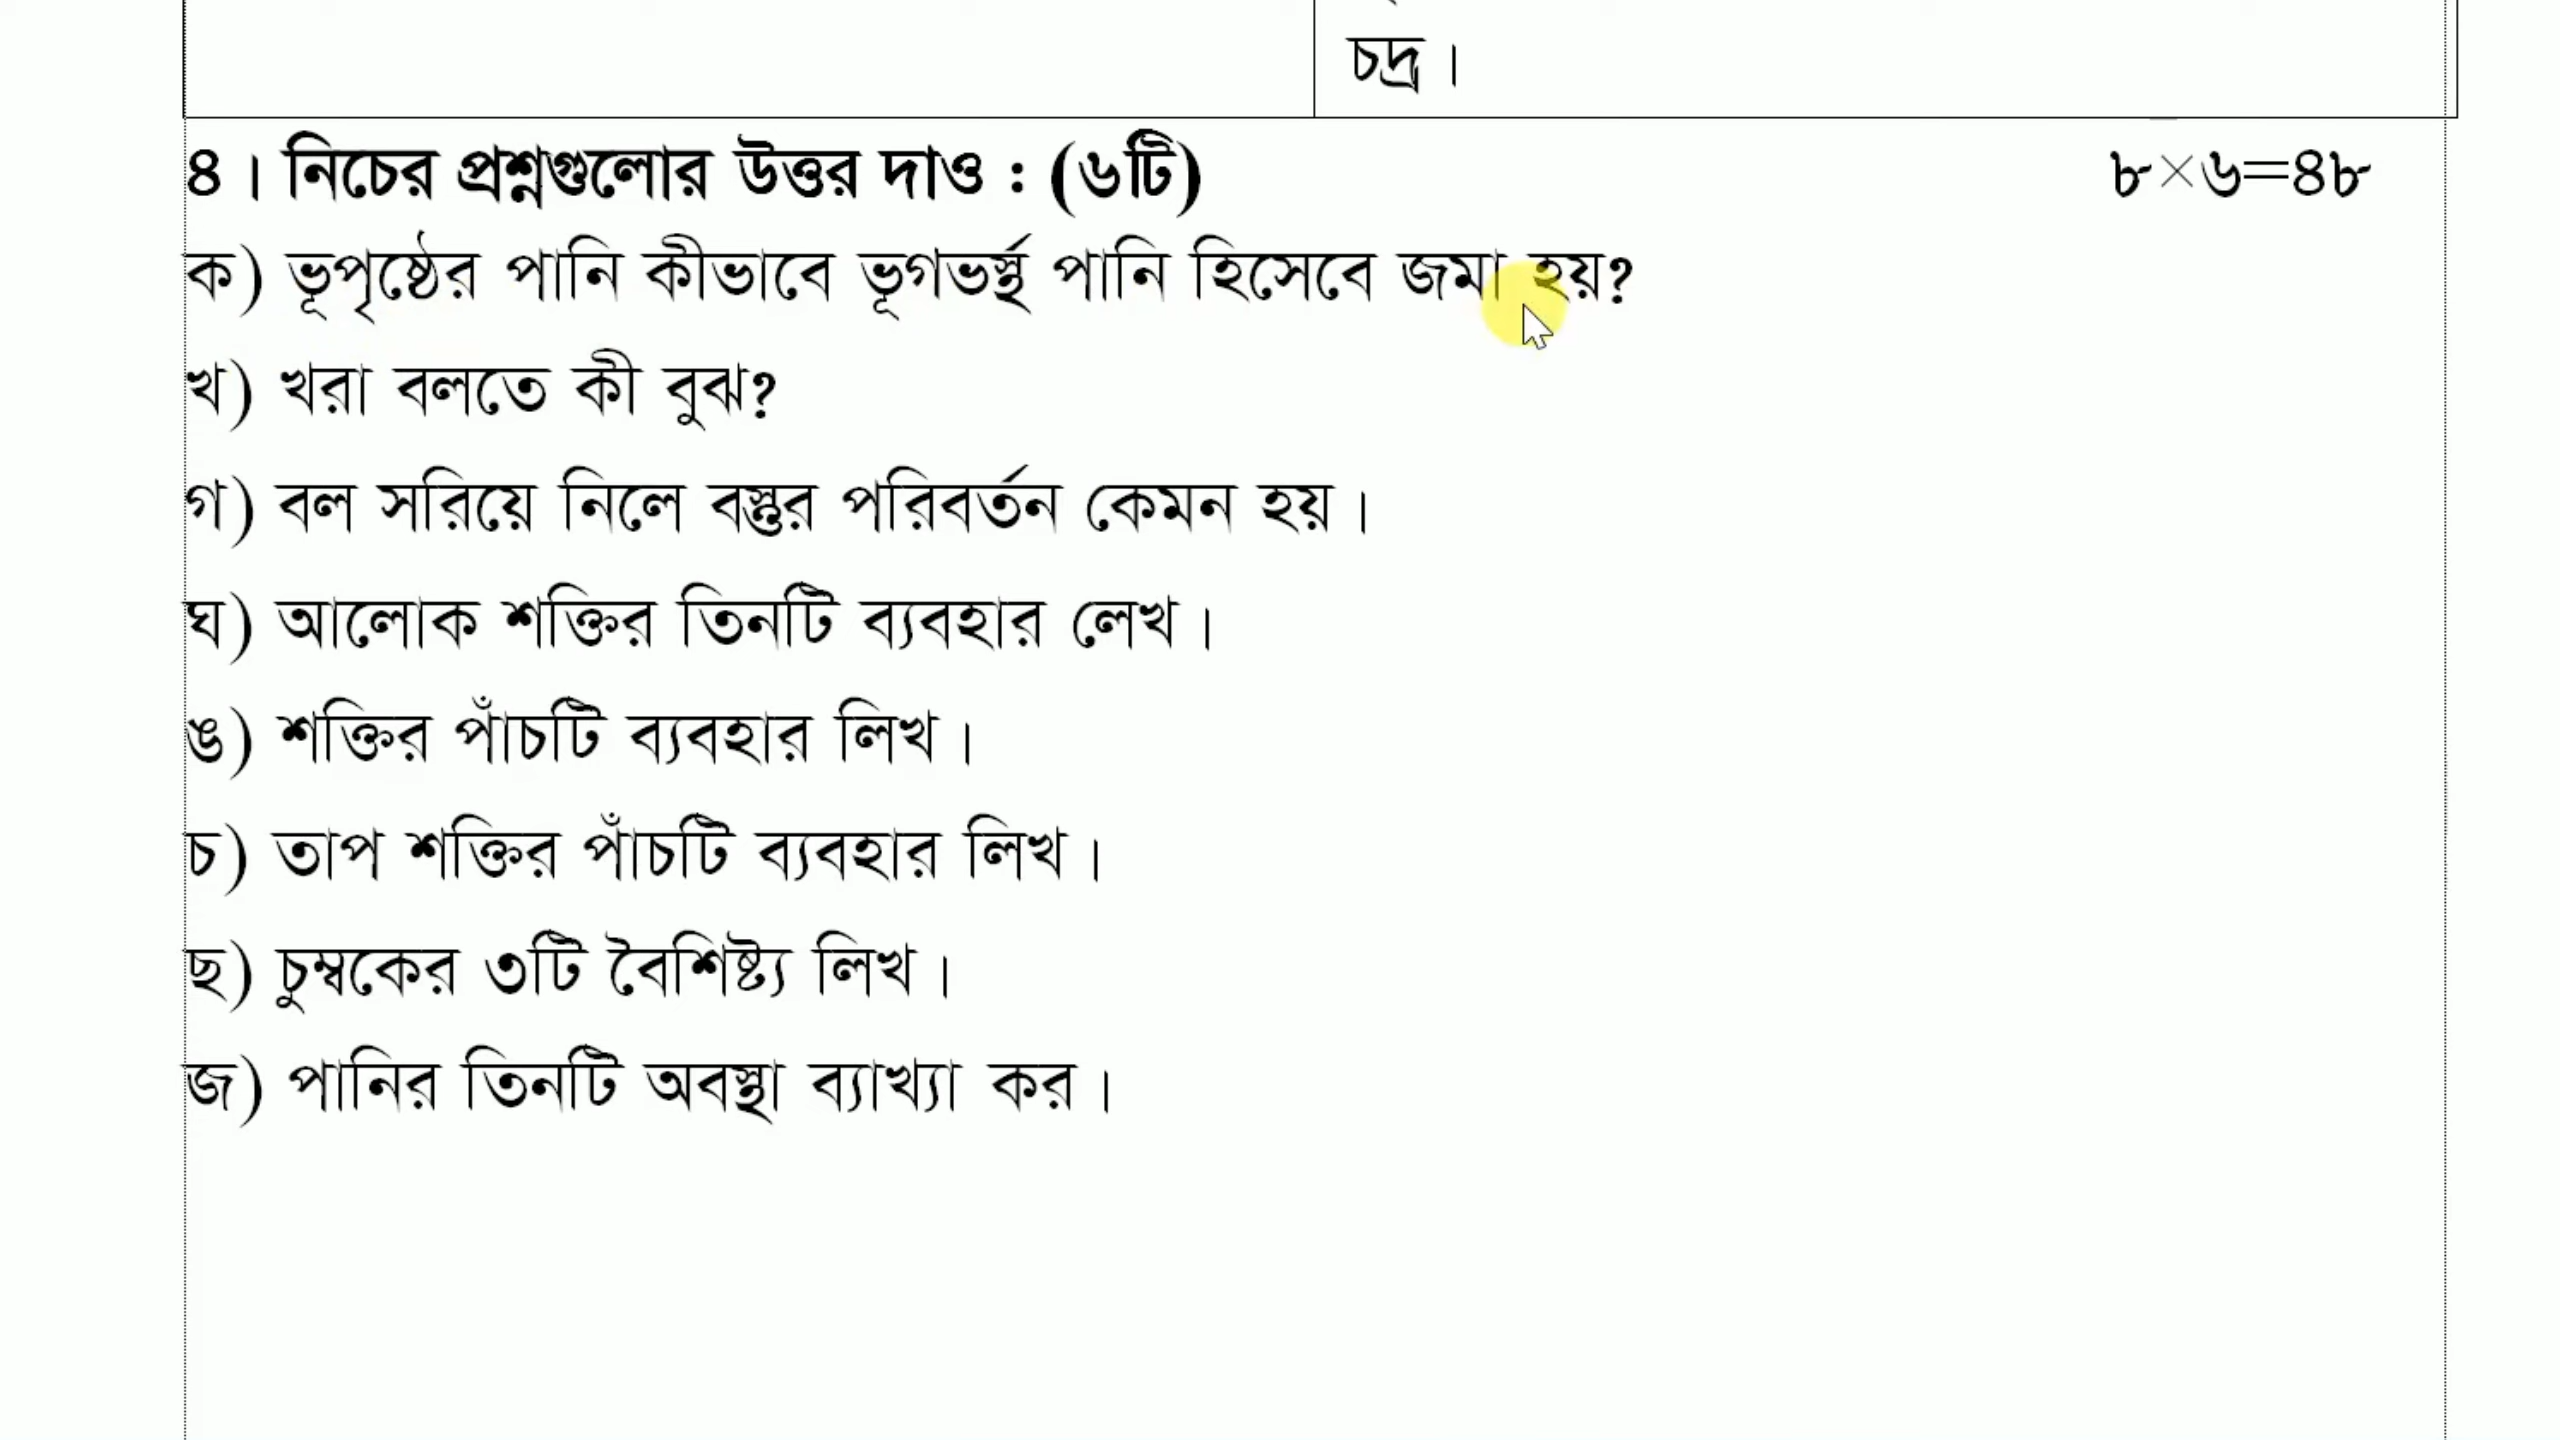 চদ্র।
৪। নিচের প্রশ্নগুলোর উত্তর দাও : (৬টি) ৮×৬=৪৮
ক) ভূপৃষ্ঠের পানি কীভাবে ভূগভর্স্থ পানি হিসেবে জমা হয়?
খ) খরা বলতে কী বুঝ?
গ) বল সরিয়ে নিলে বস্তুর পরিবর্তন কেমন হয়।
ঘ) আলোক শক্তির তিনটি ব্যবহার লেখ।
ঙ) শক্তির পাঁচটি ব্যবহার লিখ।
চ) তাপ শক্তির পাঁচটি ব্যবহার লিখ।
ছ) চুম্বকের ৩টি বৈশিষ্ট্য লিখ।
জ) পানির তিনটি অবস্থা ব্যাখ্যা কর।